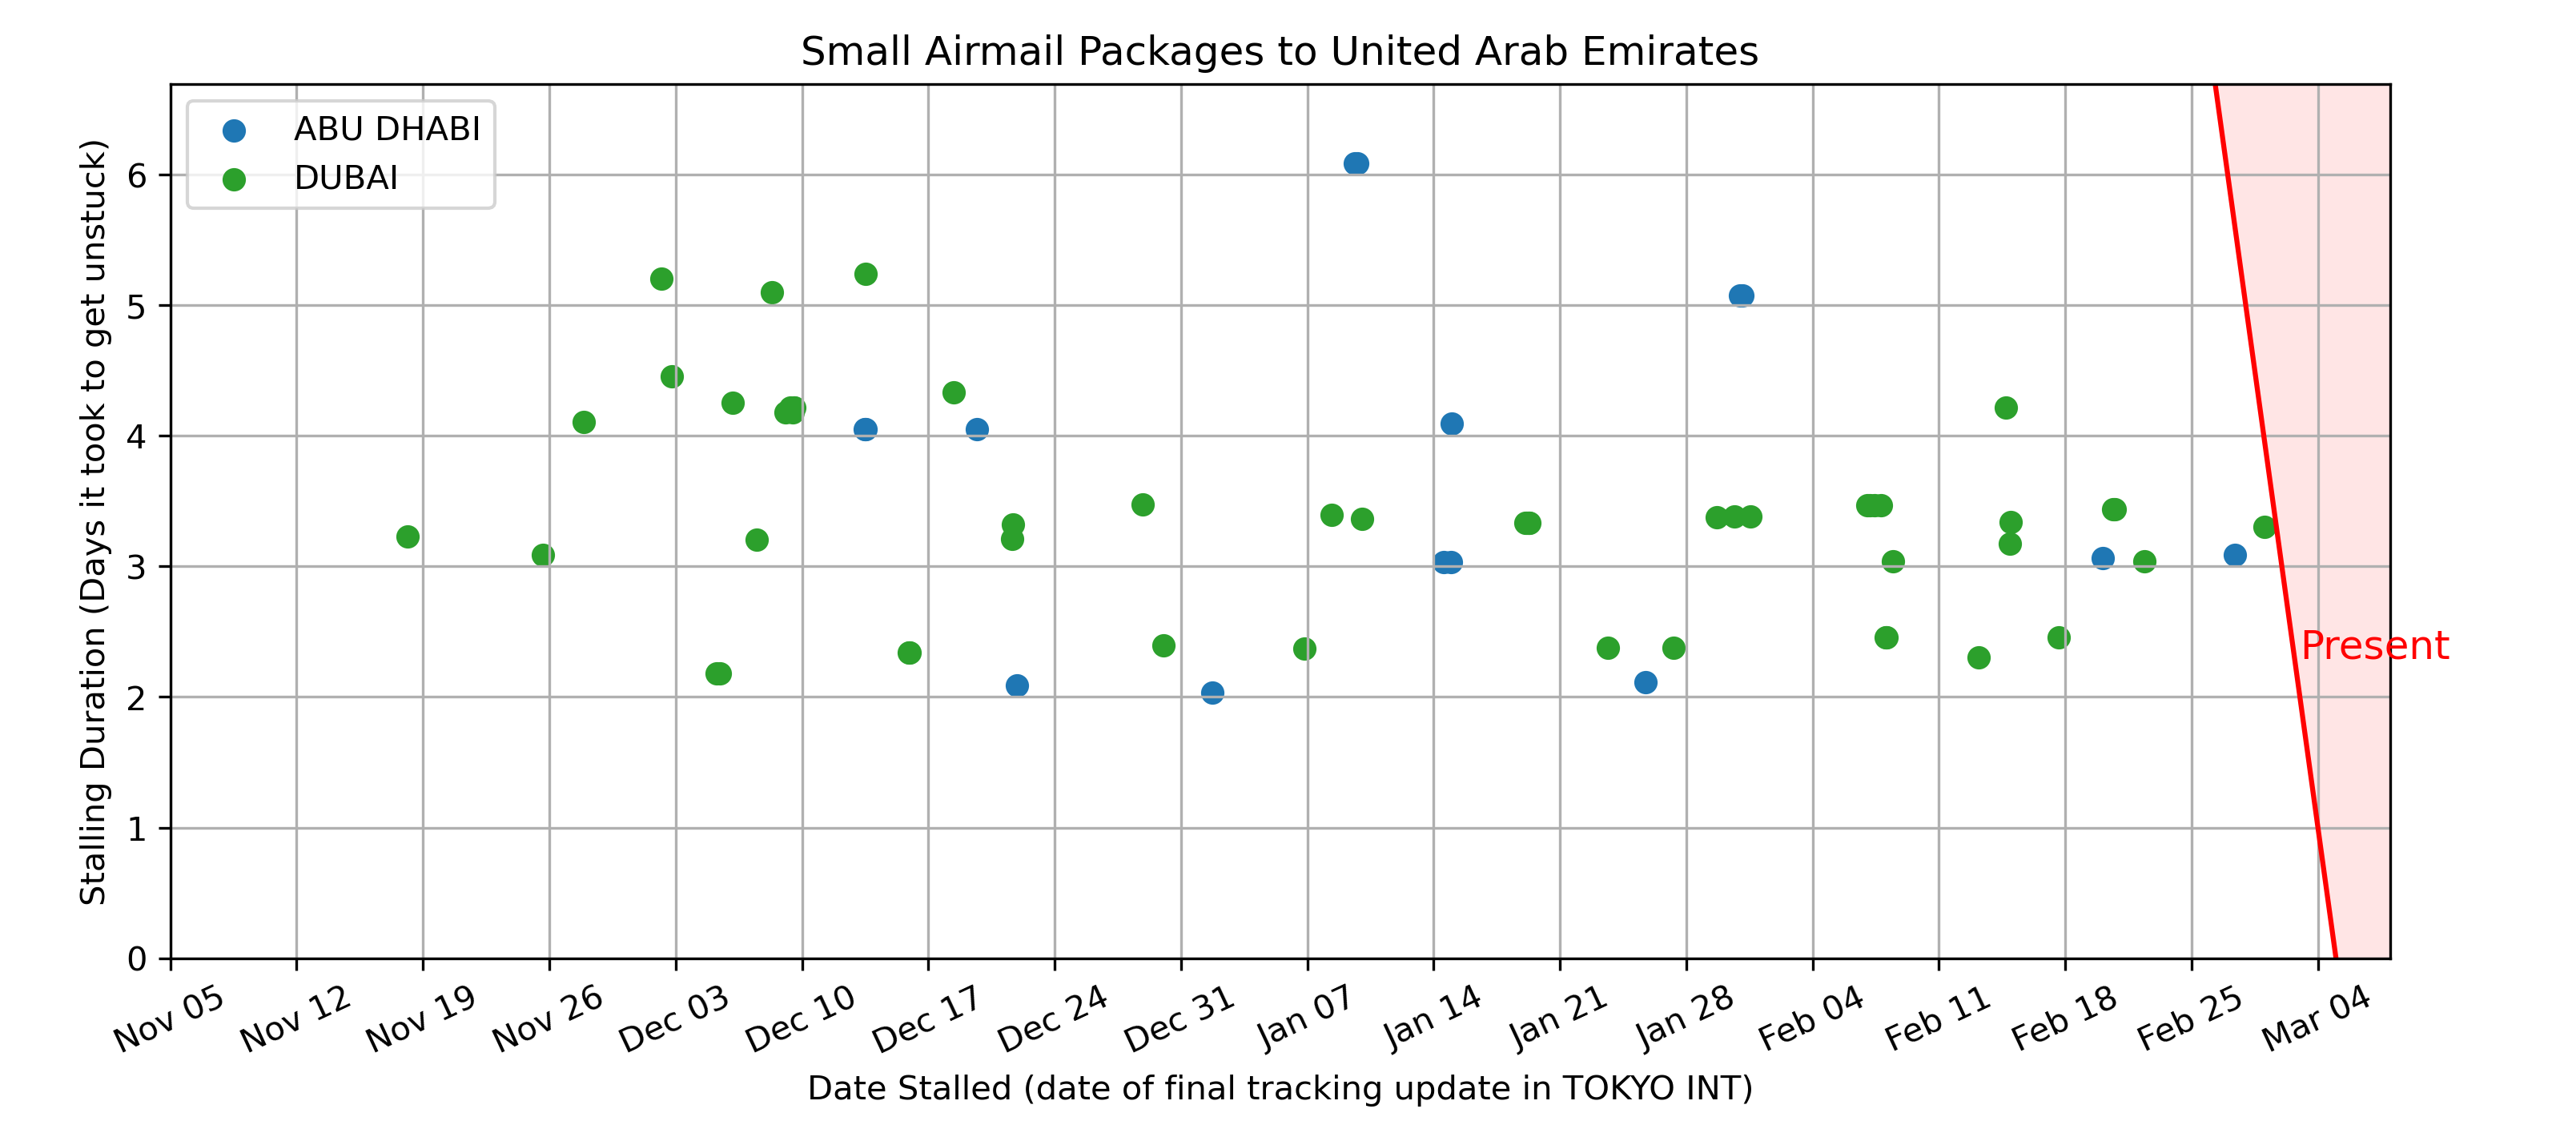 Small Airmail Packages to United Arab Emirates
ABU DHABI
DUBAI
Stalling Duration (Days it took to get unstuck)
6
5
4
3
2
1
0
Present
Nov 05
Nov 12
Nov 19
Nov 26
Dec 03
Dec 10
Dec 17
Dec 24
Dec 31
Jan 07
Jan 14
Jan 21
Jan 28
Feb 04
Feb 11
Feb 18
Feb 25
Mar 04
Date Stalled (date of final tracking update in TOKYO INT)